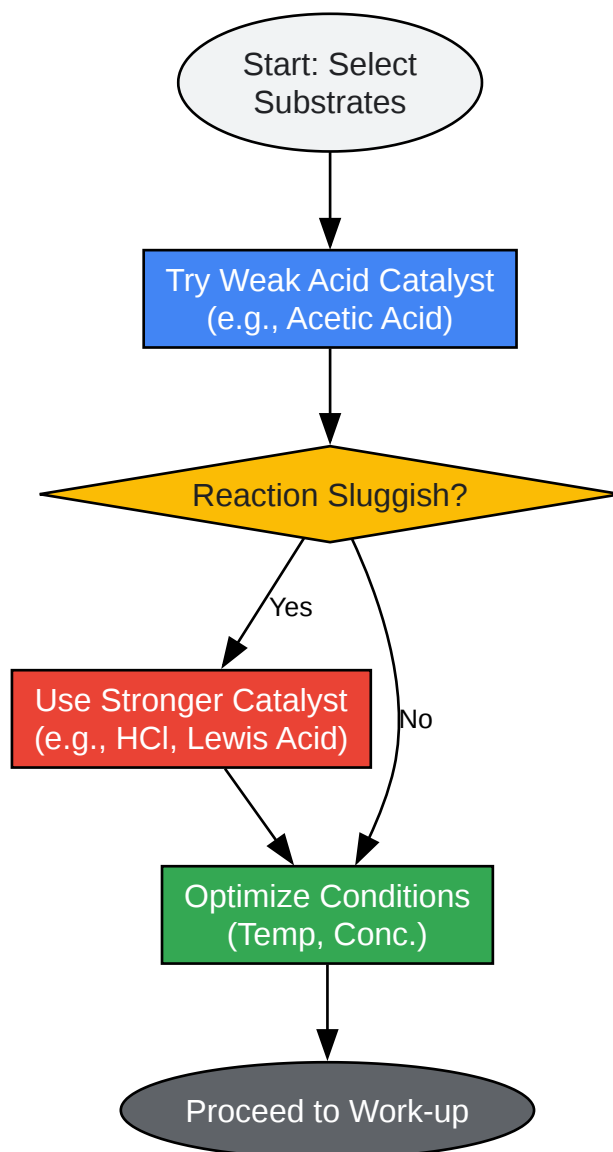 Start: Select
Substrates
Try Weak Acid Catalyst
(e.g., Acetic Acid)
Reaction Sluggish?
Yes
Use Stronger Catalyst
(e.g., HCl, Lewis Acid)
No
Optimize Conditions
(Temp, Conc.)
Proceed to Work-up